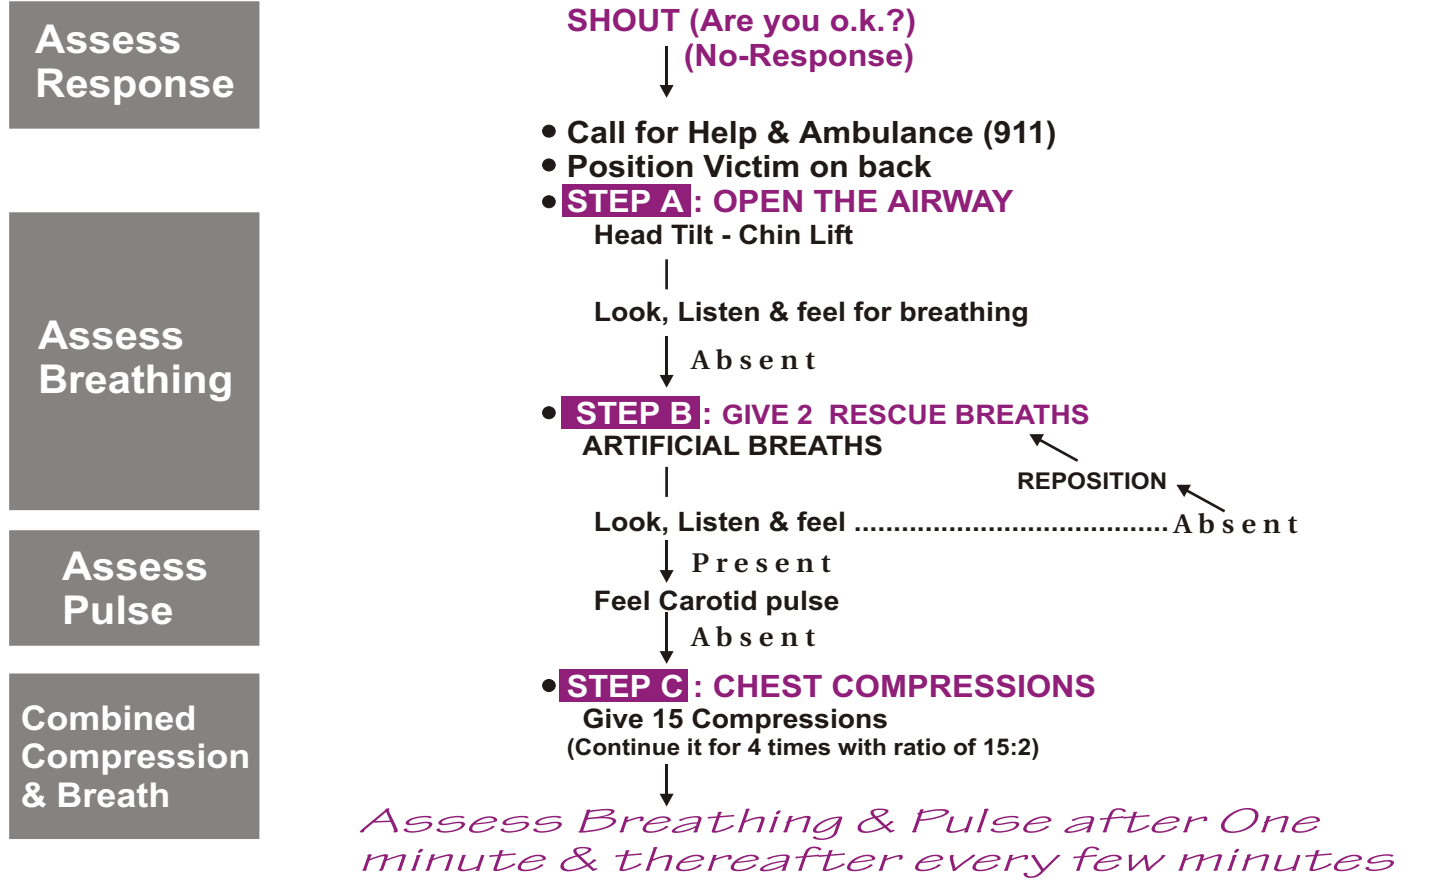 Assess
Response
SHOUT (Are you o.k.?)
(No-Response)
• Call for Help & Ambulance (911)
• Position Victim on back
• STEP A : OPEN THE AIRWAY
Head Tilt - Chin Lift
Assess
Breathing
Look, Listen & feel for breathing
Absent
• STEP B : GIVE 2 RESCUE BREATHS
ARTIFICIAL BREATHS
REPOSITION
Look, Listen & feel ....................................... Absent
Present
Assess
Pulse
Feel Carotid pulse
Absent
• STEP C : CHEST COMPRESSIONS
Give 15 Compressions
(Continue it for 4 times with ratio of 15:2)
Combined
Compression
& Breath
Assess Breathing & Pulse after One
minute & thereafter every few minutes